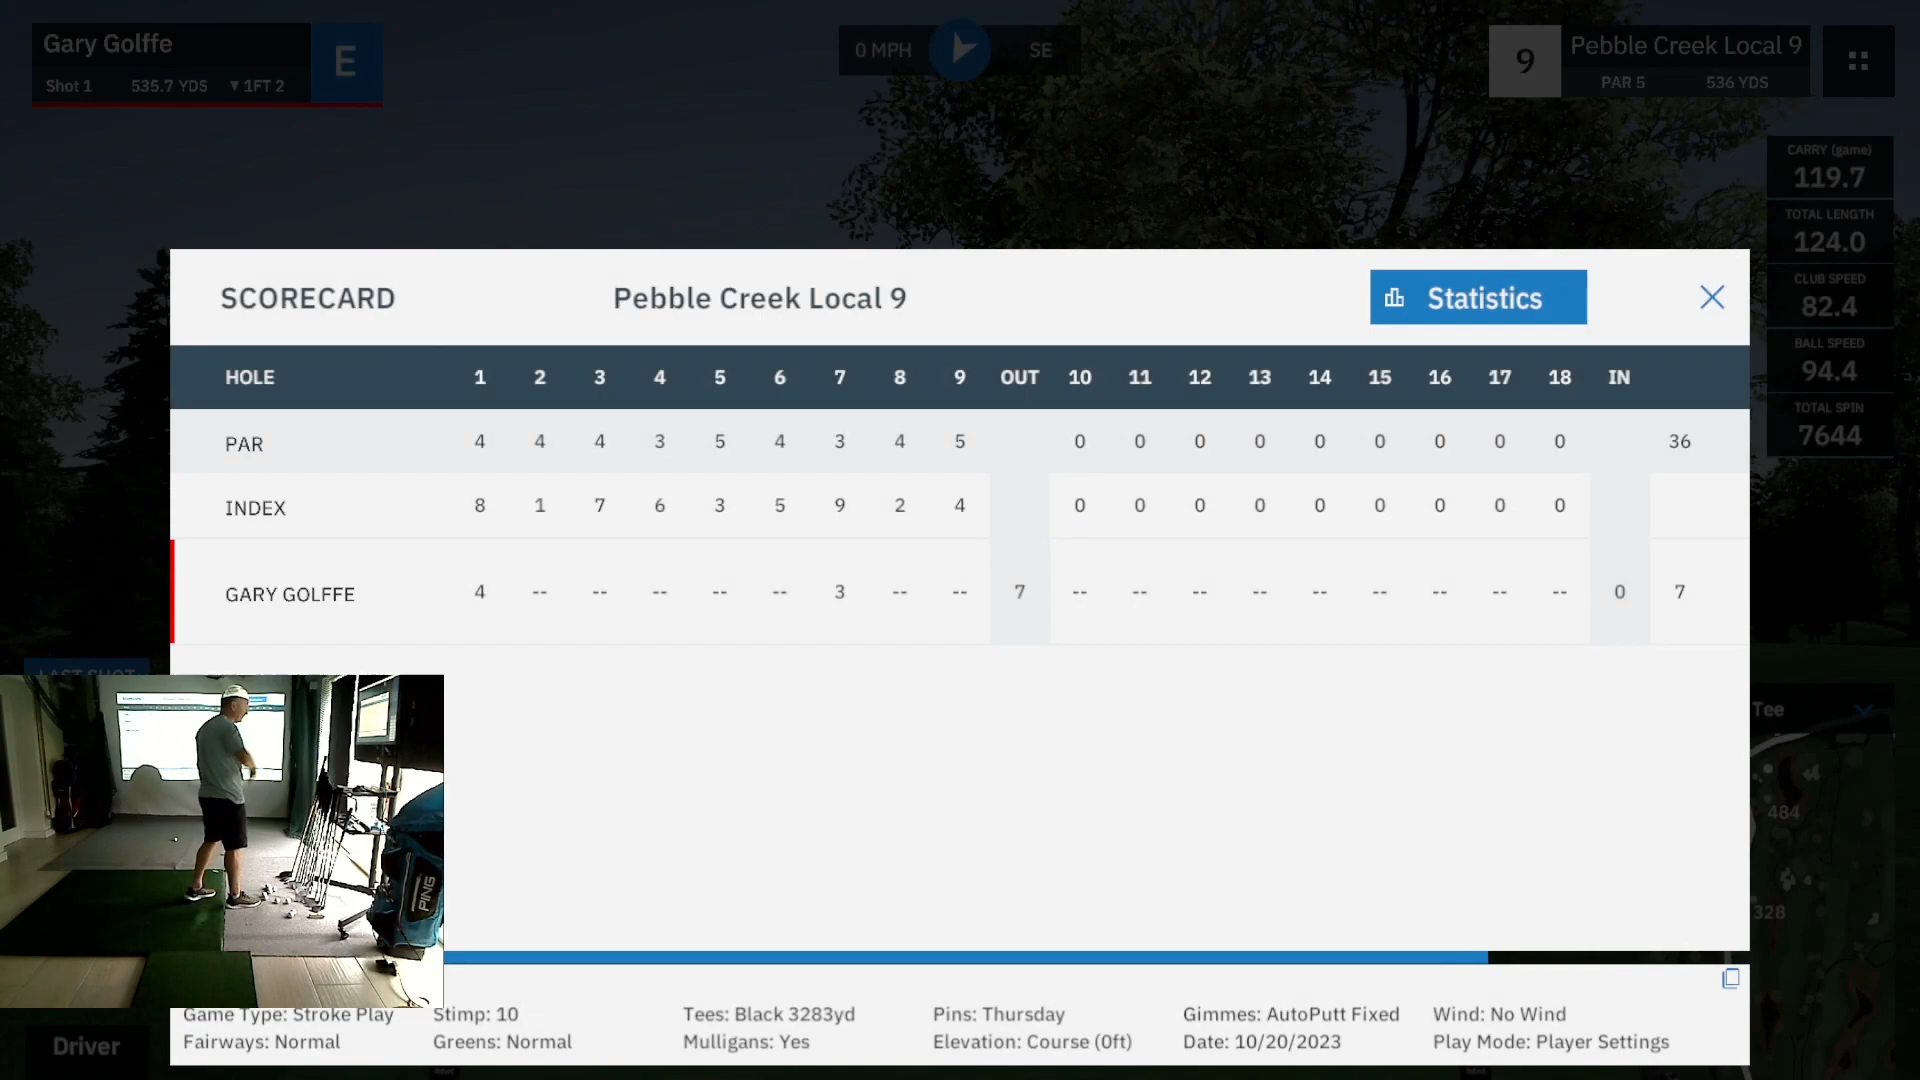 Gary Golffe
E
Shot 1 535.7 YDS ▼ 1FT 2
0 MPH SE
9
Pebble Creek Local 9
PAR 5 536 YDS
CARRY (game)
119.7
TOTAL LENGTH
124.0
CLUB SPEED
82.4
BALL SPEED
94.4
TOTAL SPIN
7644
SCORECARD Pebble Creek Local 9 Statistics
HOLE 1 2 3 4 5 6 7 8 9 OUT 10 11 12 13 14 15 16 17 18 IN
PAR 4 4 4 3 5 4 3 4 5 0 0 0 0 0 0 0 0 0 36
INDEX 8 1 7 6 3 5 9 2 4 0 0 0 0 0 0 0 0 0
GARY GOLFFE 4 -- -- -- -- -- 3 -- -- 7 -- -- -- -- -- -- -- -- -- 0 7
LAST SHOT
Tee
484
328
PING
Game Type: Stroke Play Stimp: 10 Tees: Black 3283yd Pins: Thursday Gimmes: AutoPutt Fixed Wind: No Wind
Fairways: Normal Greens: Normal Mulligans: Yes Elevation: Course (0ft) Date: 10/20/2023 Play Mode: Player Settings
Driver